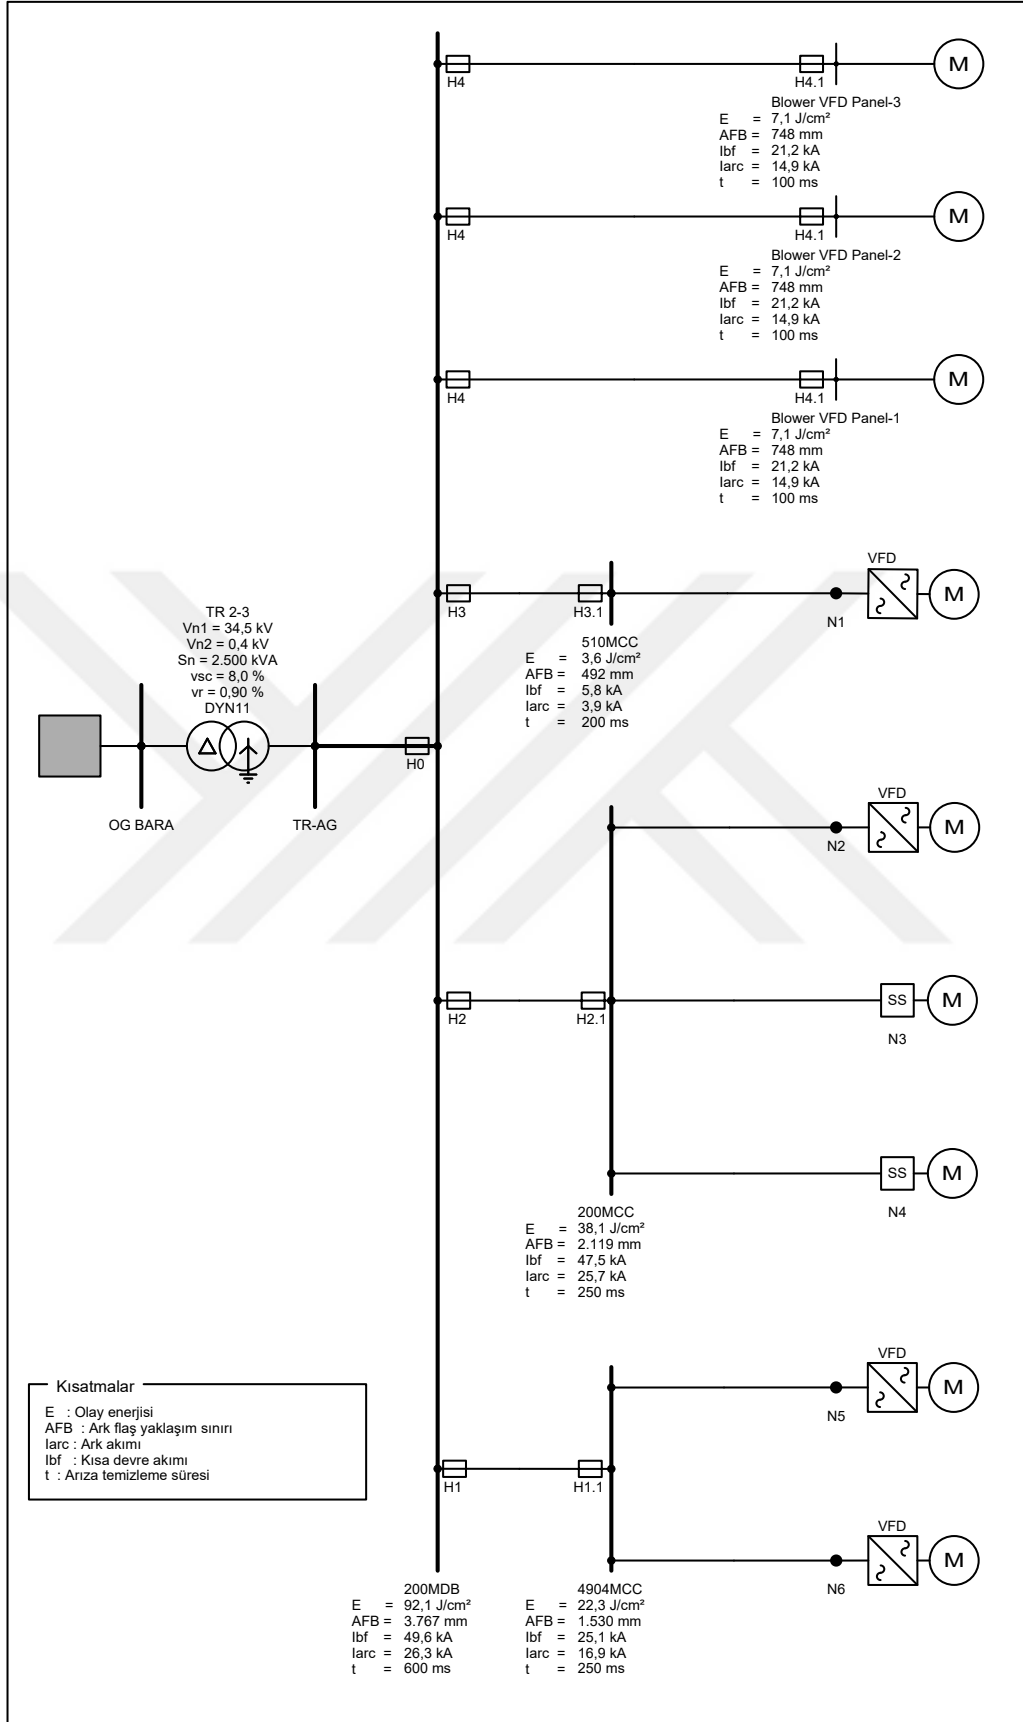 H4
H4.1
M
Blower VFD Panel-3
E = 7,1 J/cm²
AFB = 748 mm
Ibf = 21,2 kA
Iarc = 14,9 kA
t = 100 ms
H4
H4.1
M
Blower VFD Panel-2
E = 7,1 J/cm²
AFB = 748 mm
Ibf = 21,2 kA
Iarc = 14,9 kA
t = 100 ms
H4
H4.1
M
Blower VFD Panel-1
E = 7,1 J/cm²
AFB = 748 mm
Ibf = 21,2 kA
Iarc = 14,9 kA
t = 100 ms
H3
H3.1
N1
VFD
M
510MCC
E = 3,6 J/cm²
AFB = 492 mm
Ibf = 5,8 kA
Iarc = 3,9 kA
t = 200 ms
TR 2-3
Vn1 = 34,5 kV
Vn2 = 0,4 kV
Sn = 2.500 kVA
vsc = 8,0 %
vr = 0,90 %
DYN11
OG BARA
TR-AG
H0
N2
VFD
M
H2
H2.1
SS
M
N3
SS
M
N4
200MCC
E = 38,1 J/cm²
AFB = 2.119 mm
Ibf = 47,5 kA
Iarc = 25,7 kA
t = 250 ms
Kısatmalar
E : Olay enerjisi
AFB : Ark flaş yaklaşım sınırı
Iarc : Ark akımı
Ibf : Kısa devre akımı
t : Arıza temizleme süresi
N5
VFD
M
H1
H1.1
N6
VFD
M
200MDB
E = 92,1 J/cm²
AFB = 3.767 mm
Ibf = 49,6 kA
Iarc = 26,3 kA
t = 600 ms
4904MCC
E = 22,3 J/cm²
AFB = 1.530 mm
Ibf = 25,1 kA
Iarc = 16,9 kA
t = 250 ms